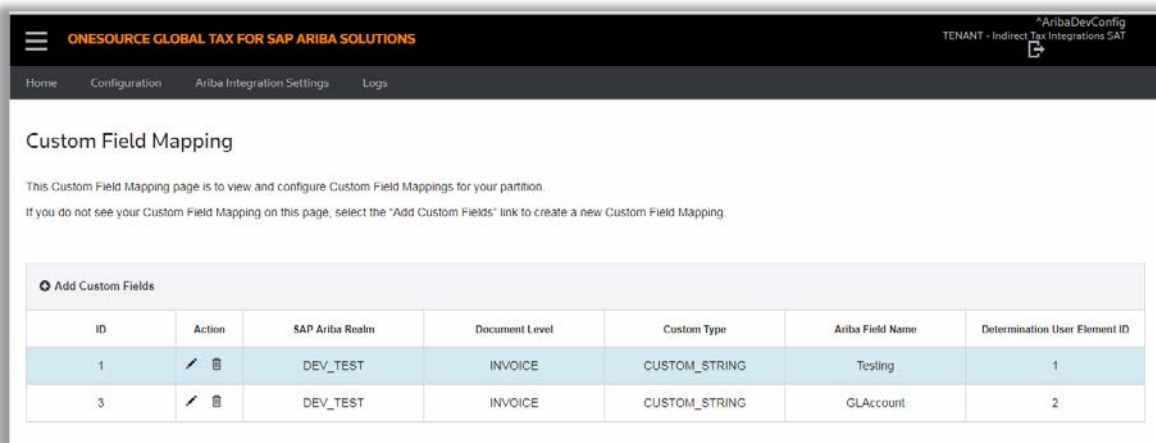 ^AribaDevConfig
ONESOURCE GLOBAL TAX FOR SAP ARIBA SOLUTIONS
TENANT - Indirect Tax Integrations SAT
Home Configuration Ariba Integration Settings Logs
Custom Field Mapping
This Custom Field Mapping page is to view and configure Custom Field Mappings for your partition.
If you do not see your Custom Field Mapping on this page, select the "Add Custom Fields" link to create a new Custom Field Mapping.
Add Custom Fields
ID Action SAP Ariba Realm Document Level Custom Type Ariba Field Name Determination User Element ID
1 DEV_TEST INVOICE CUSTOM_STRING Testing 1
3 DEV_TEST INVOICE CUSTOM_STRING GLAccount 2